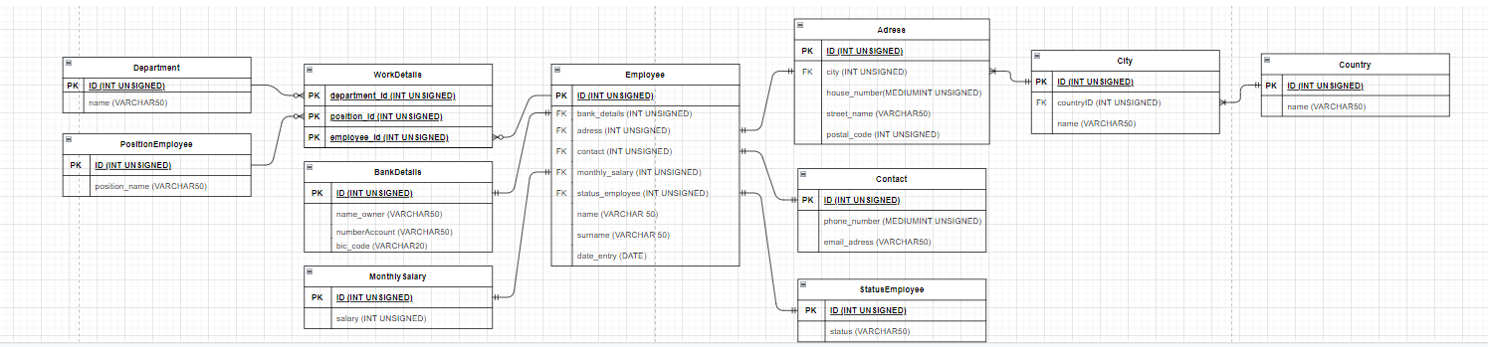 Department
PK ID (INT UNSIGNED)
name (VARCHAR50)
PositionEmployee
PK ID (INT UNSIGNED)
position_name (VARCHAR50)
WorkDetails
PK department_id (INT UNSIGNED)
PK position_id (INT UNSIGNED)
PK employee_id (INT UNSIGNED)
BankDetails
PK ID (INT UNSIGNED)
name_owner (VARCHAR50)
numberAccount (VARCHAR50)
bic_code (VARCHAR20)
MonthlySalary
PK ID (INT UNSIGNED)
salary (INT UNSIGNED)
Employee
PK ID (INT UNSIGNED)
FK bank_details (INT UNSIGNED)
FK adress (INT UNSIGNED)
FK contact (INT UNSIGNED)
FK monthly_salary (INT UNSIGNED)
FK status_employee (INT UNSIGNED)
name (VARCHAR 50)
surname (VARCHAR 50)
date_entry (DATE)
Adress
PK ID (INT UNSIGNED)
FK city (INT UNSIGNED)
house_number(MEDIUMINT UNSIGNED)
street_name (VARCHAR50)
postal_code (INT UNSIGNED)
Contact
PK ID (INT UNSIGNED)
phone_number (MEDIUMINT UNSIGNED)
email_adress (VARCHAR50)
StatusEmployee
PK ID (INT UNSIGNED)
status (VARCHAR50)
City
PK ID (INT UNSIGNED)
FK countryID (INT UNSIGNED)
name (VARCHAR50)
Country
PK ID (INT UNSIGNED)
name (VARCHAR50)